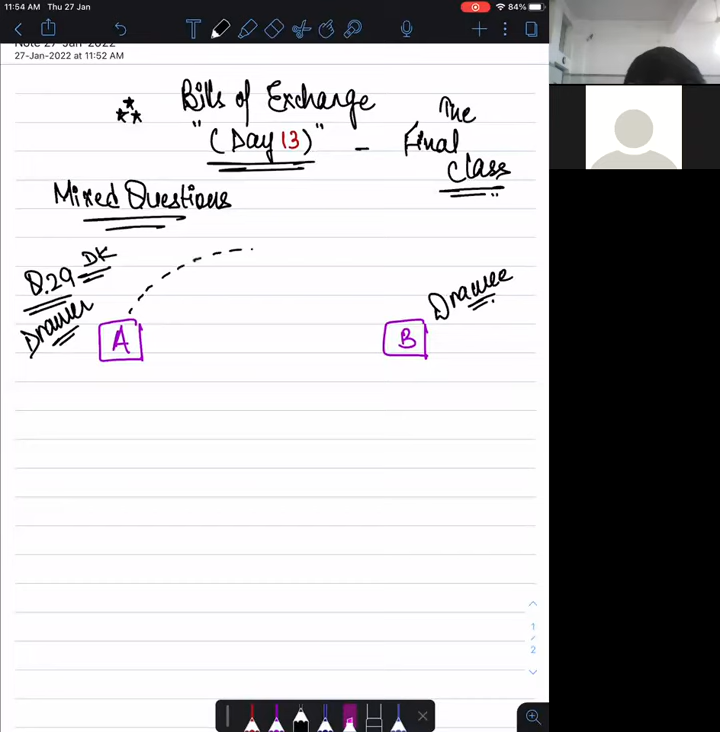 11:54 AM Thu 27 Jan
84%
Note 27-Jan-2022
27-Jan-2022 at 11:52 AM
Bills of Exchange
"(Day 13)" - The Final Class
Mixed Questions
Q.29 DK
Drawer
A
Drawee
B
1
/
2